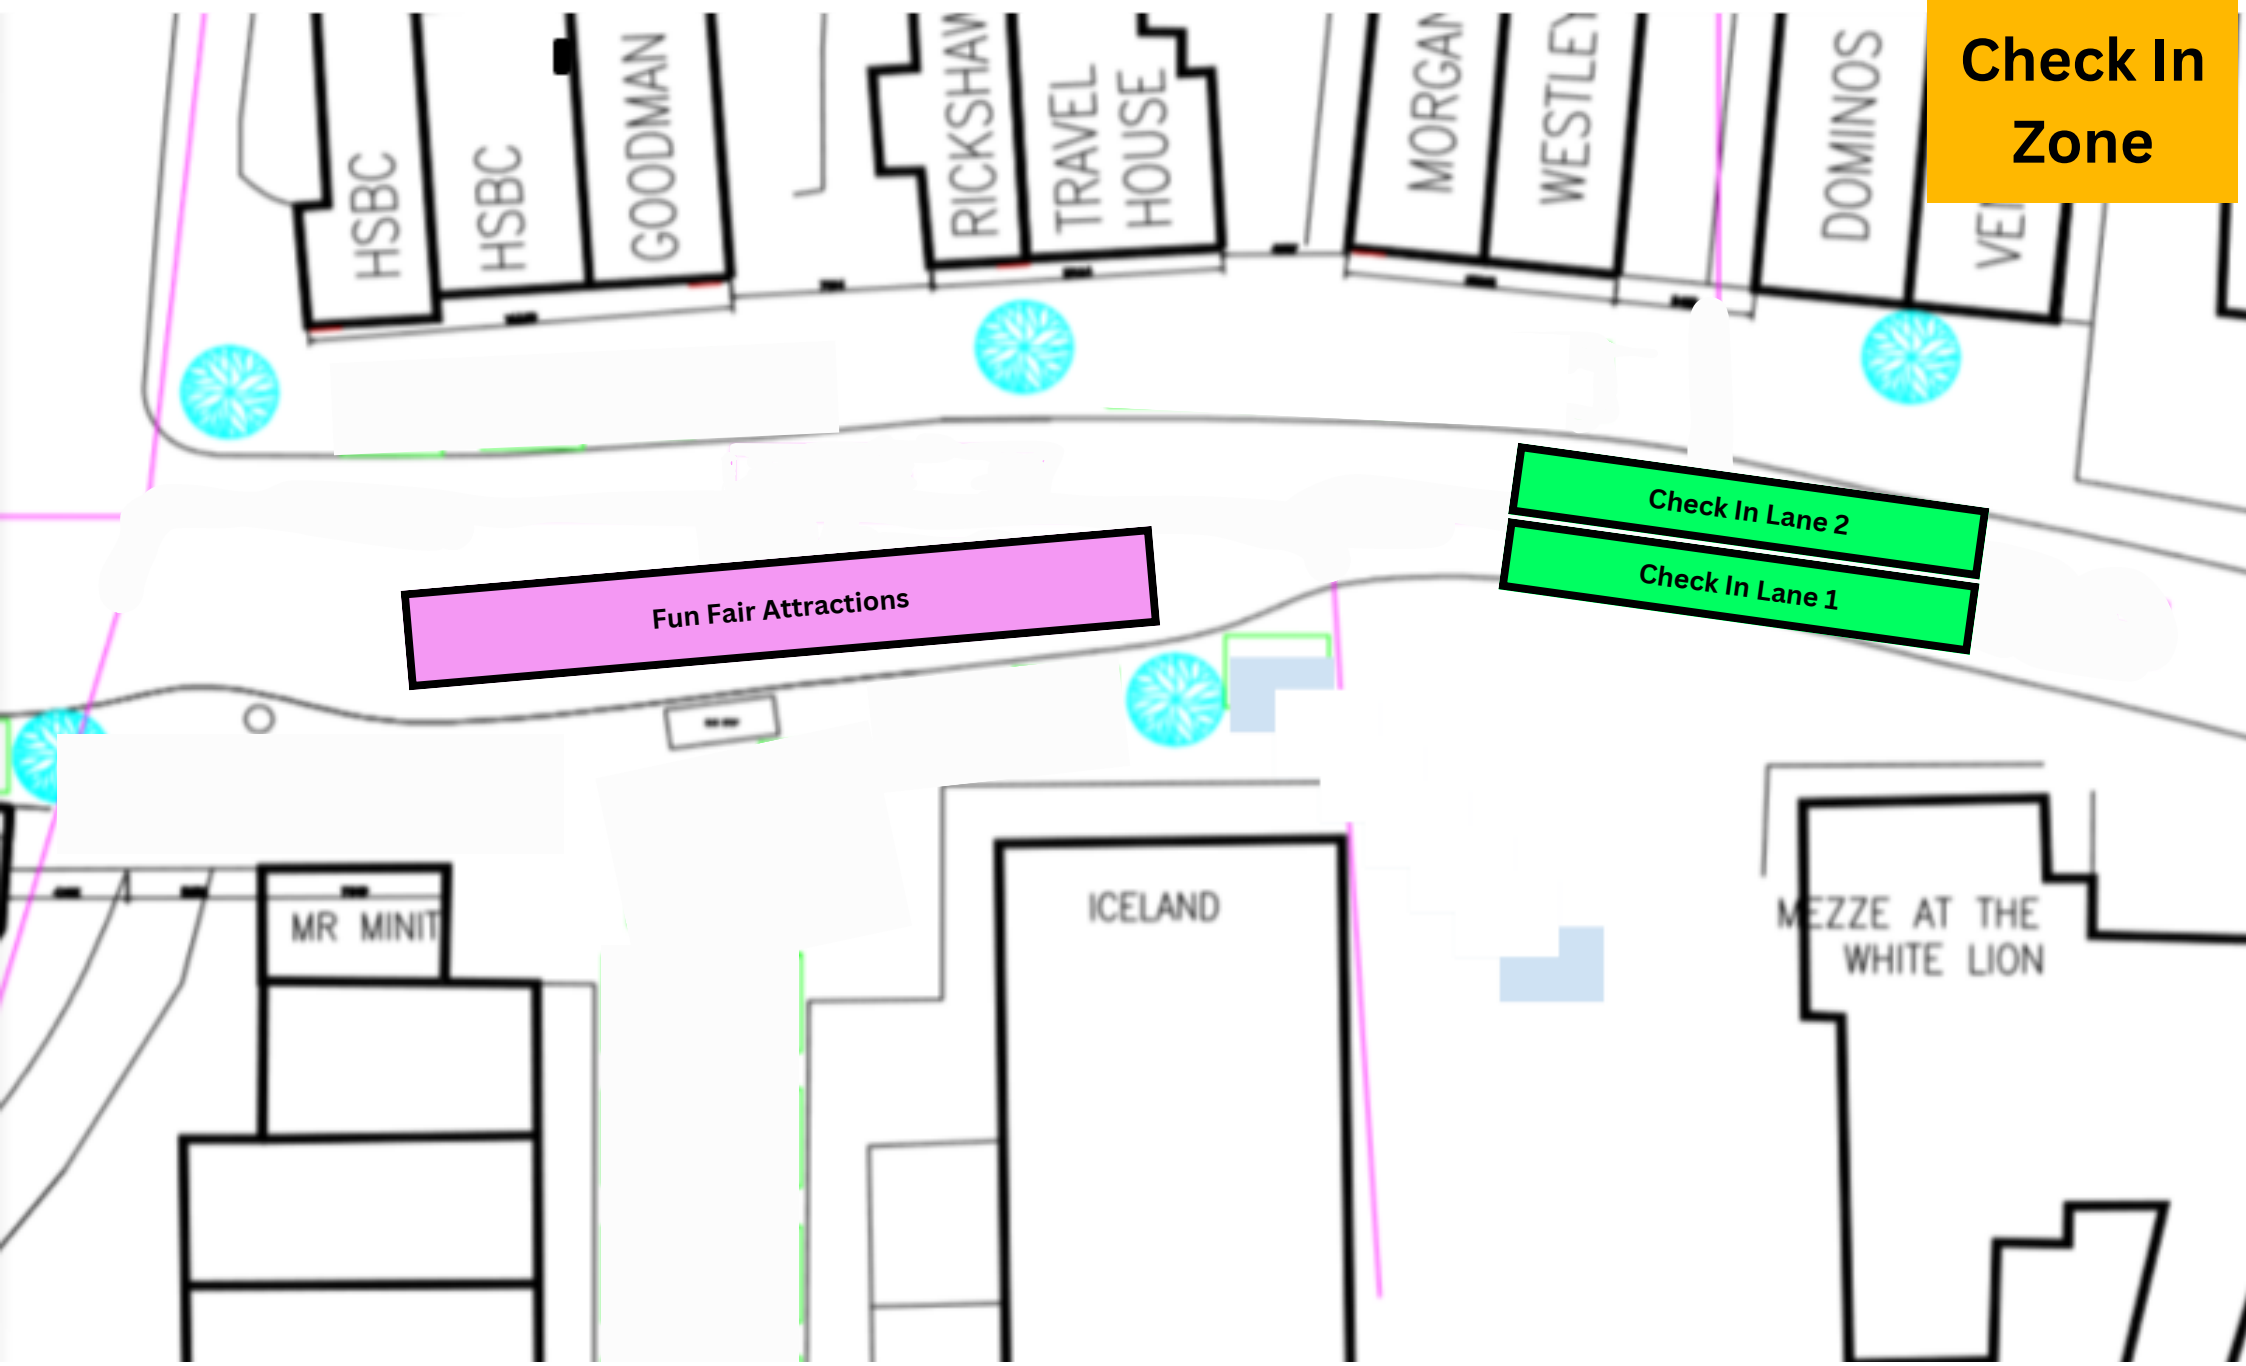 HSBC
HSBC
GOODMAN
RICKSHAW
TRAVEL
HOUSE
MORGAN
WESTLEY
DOMINOS
Check In
Zone
Check In Lane 2
Check In Lane 1
Fun Fair Attractions
MR MINIT
ICELAND
MEZZE AT THE
WHITE LION